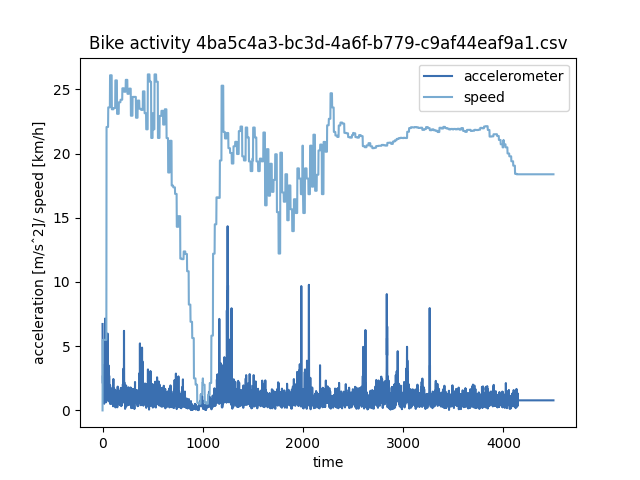 Bike activity 4ba5c4a3-bc3d-4a6f-b779-c9af44eaf9a1.csv
accelerometer
speed
acceleration [m/s^2]/ speed [km/h]
25
20
15
10
5
0
0 1000 2000 3000 4000
time